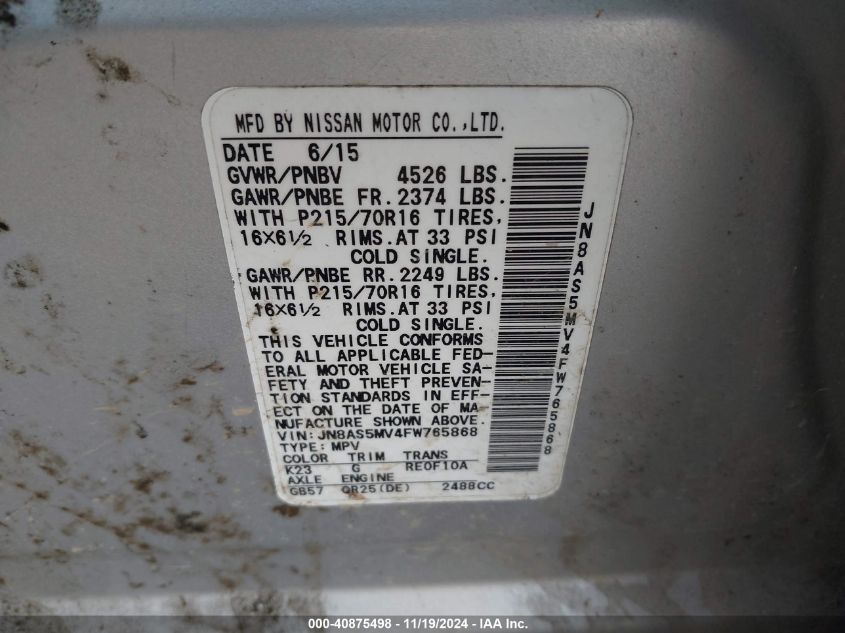 MFD BY NISSAN MOTOR CO.,LTD.
DATE 6/15
GVWR/PNBV 4526 LBS.
GAWR/PNBE FR. 2374 LBS.
WITH P215/70R16 TIRES,
16X6½ RIMS.AT 33 PSI
COLD SINGLE.
GAWR/PNBE RR. 2249 LBS.
WITH P215/70R16 TIRES,
16X6½ RIMS.AT 33 PSI
COLD SINGLE.
THIS VEHICLE CONFORMS
TO ALL APPLICABLE FED-
ERAL MOTOR VEHICLE SA-
FETY AND THEFT PREVEN-
TION STANDARDS IN EFF-
ECT ON THE DATE OF MA-
NUFACTURE SHOWN ABOVE.
VIN: JN8AS5MV4FW765868
TYPE: MPV
COLOR TRIM TRANS
K23 G RE0F10A
AXLE ENGINE
GB57 QR25(DE) 2488CC
JN8AS5MV4FW765868
000-40875498 - 11/19/2024 - IAA Inc.